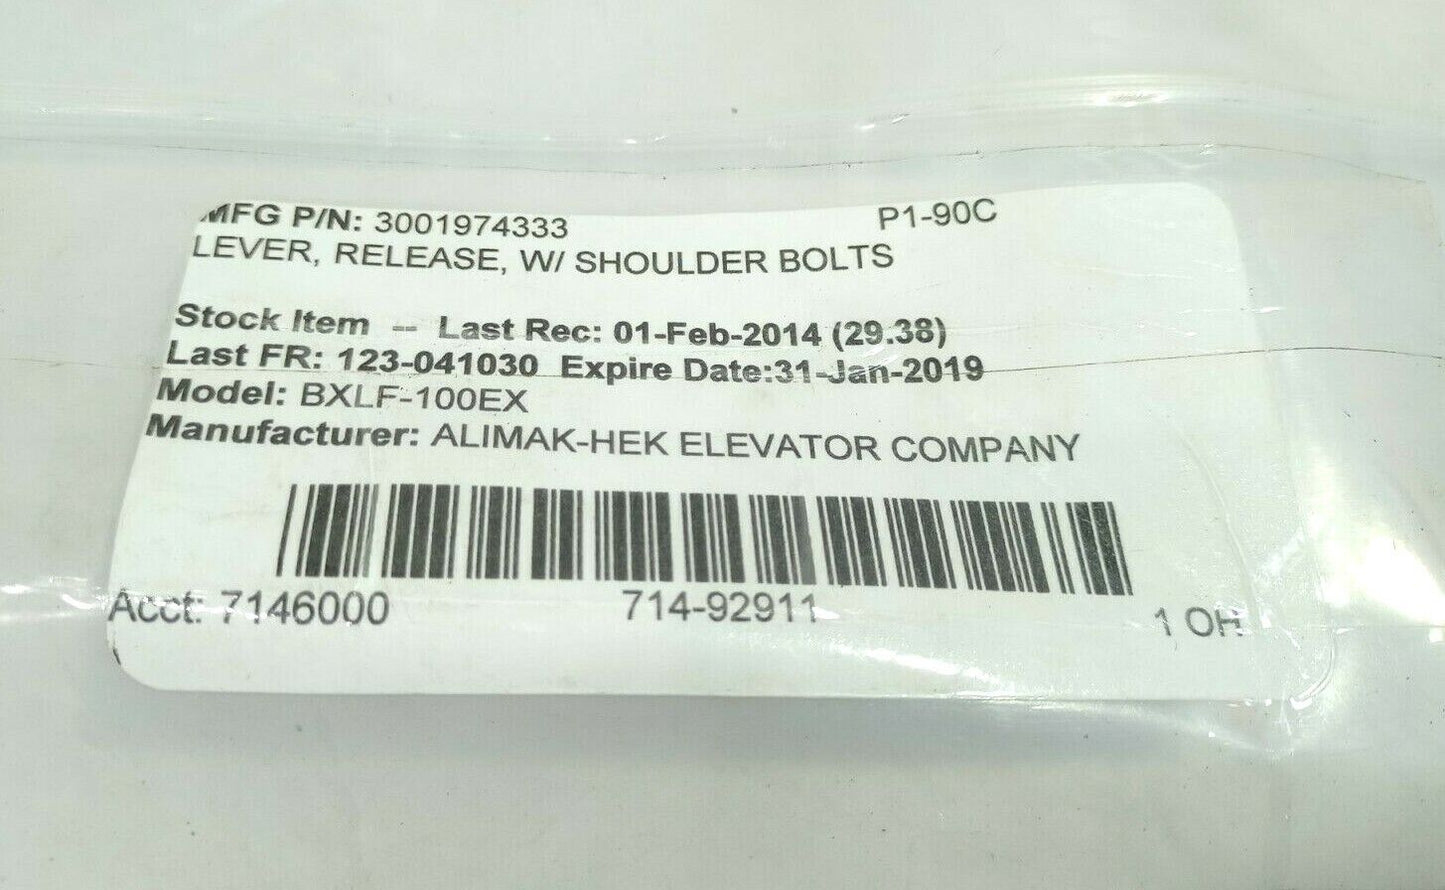 MFG P/N: 3001974333 P1-90C
LEVER, RELEASE, W/ SHOULDER BOLTS
Stock Item -- Last Rec: 01-Feb-2014 (29.38)
Last FR: 123-041030 Expire Date:31-Jan-2019
Model: BXLF-100EX
Manufacturer: ALIMAK-HEK ELEVATOR COMPANY
Acct: 7146000 714-92911 1 OH